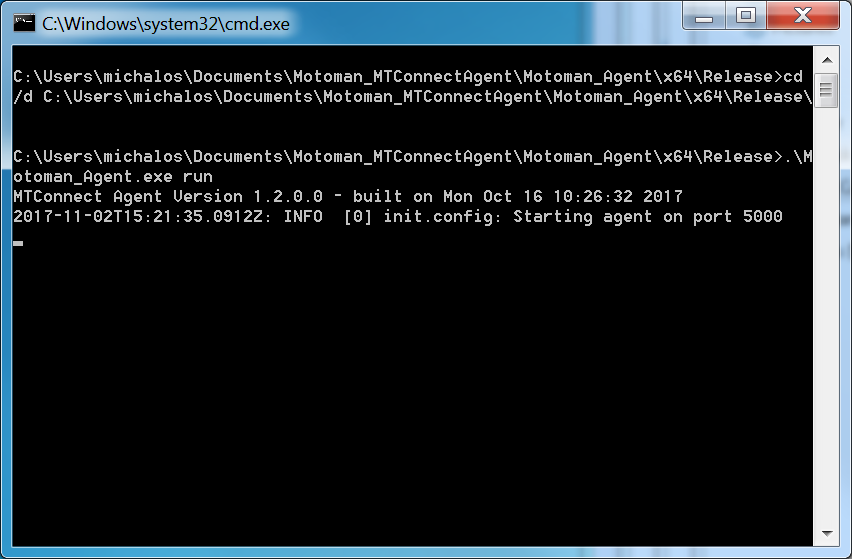 C:\Windows\system32\cmd.exe
C:\Users\michalos\Documents\Motoman_MTConnectAgent\Motoman_Agent\x64\Release>cd
/d C:\Users\michalos\Documents\Motoman_MTConnectAgent\Motoman_Agent\x64\Release\
C:\Users\michalos\Documents\Motoman_MTConnectAgent\Motoman_Agent\x64\Release>.\M
otoman_Agent.exe run
MTConnect Agent Version 1.2.0.0 - built on Mon Oct 16 10:26:32 2017
2017-11-02T15:21:35.0912Z: INFO  [0] init.config: Starting agent on port 5000